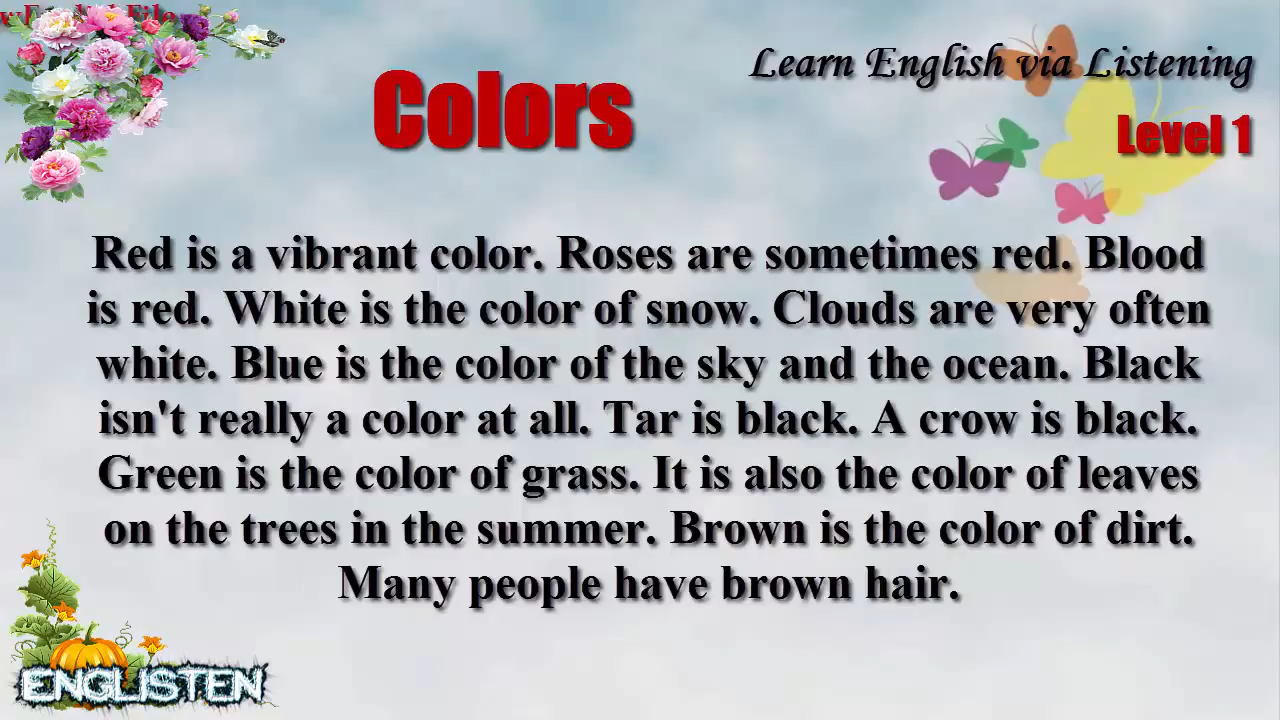 English File
Learn English via Listening
Colors
Level 1
Red is a vibrant color. Roses are sometimes red. Blood
is red. White is the color of snow. Clouds are very often
white. Blue is the color of the sky and the ocean. Black
isn't really a color at all. Tar is black. A crow is black.
Green is the color of grass. It is also the color of leaves
on the trees in the summer. Brown is the color of dirt.
Many people have brown hair.
ENGLISTEN